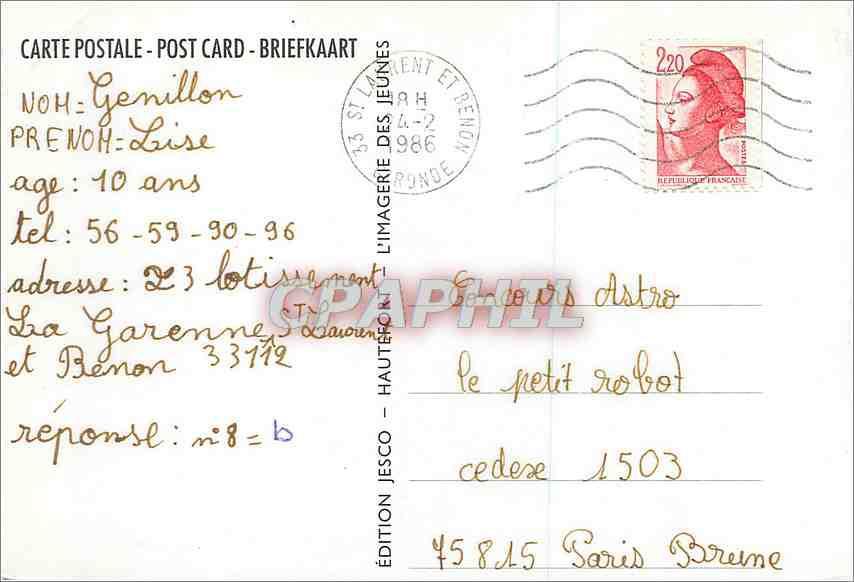 CARTE POSTALE - POST CARD - BRIEFKAART
NOM = Genillon
PRENOM = Lise
age : 10 ans
tel : 56 - 59 - 90 - 96
adresse : 23 lotissement
La Garenne, St Laurent
et Benon 33112
réponse : n°8 = b
ÉDITION JESCO - HAUTEFORT - L'IMAGERIE DES JEUNES
33 ST LAURENT ET BENON
18 H
4-2
1986
GIRONDE
2,20
POSTES
REPUBLIQUE FRANÇAISE
CPAPHIL
Concours Astro
le petit robot
cedexe 1503
75815 Paris Brune